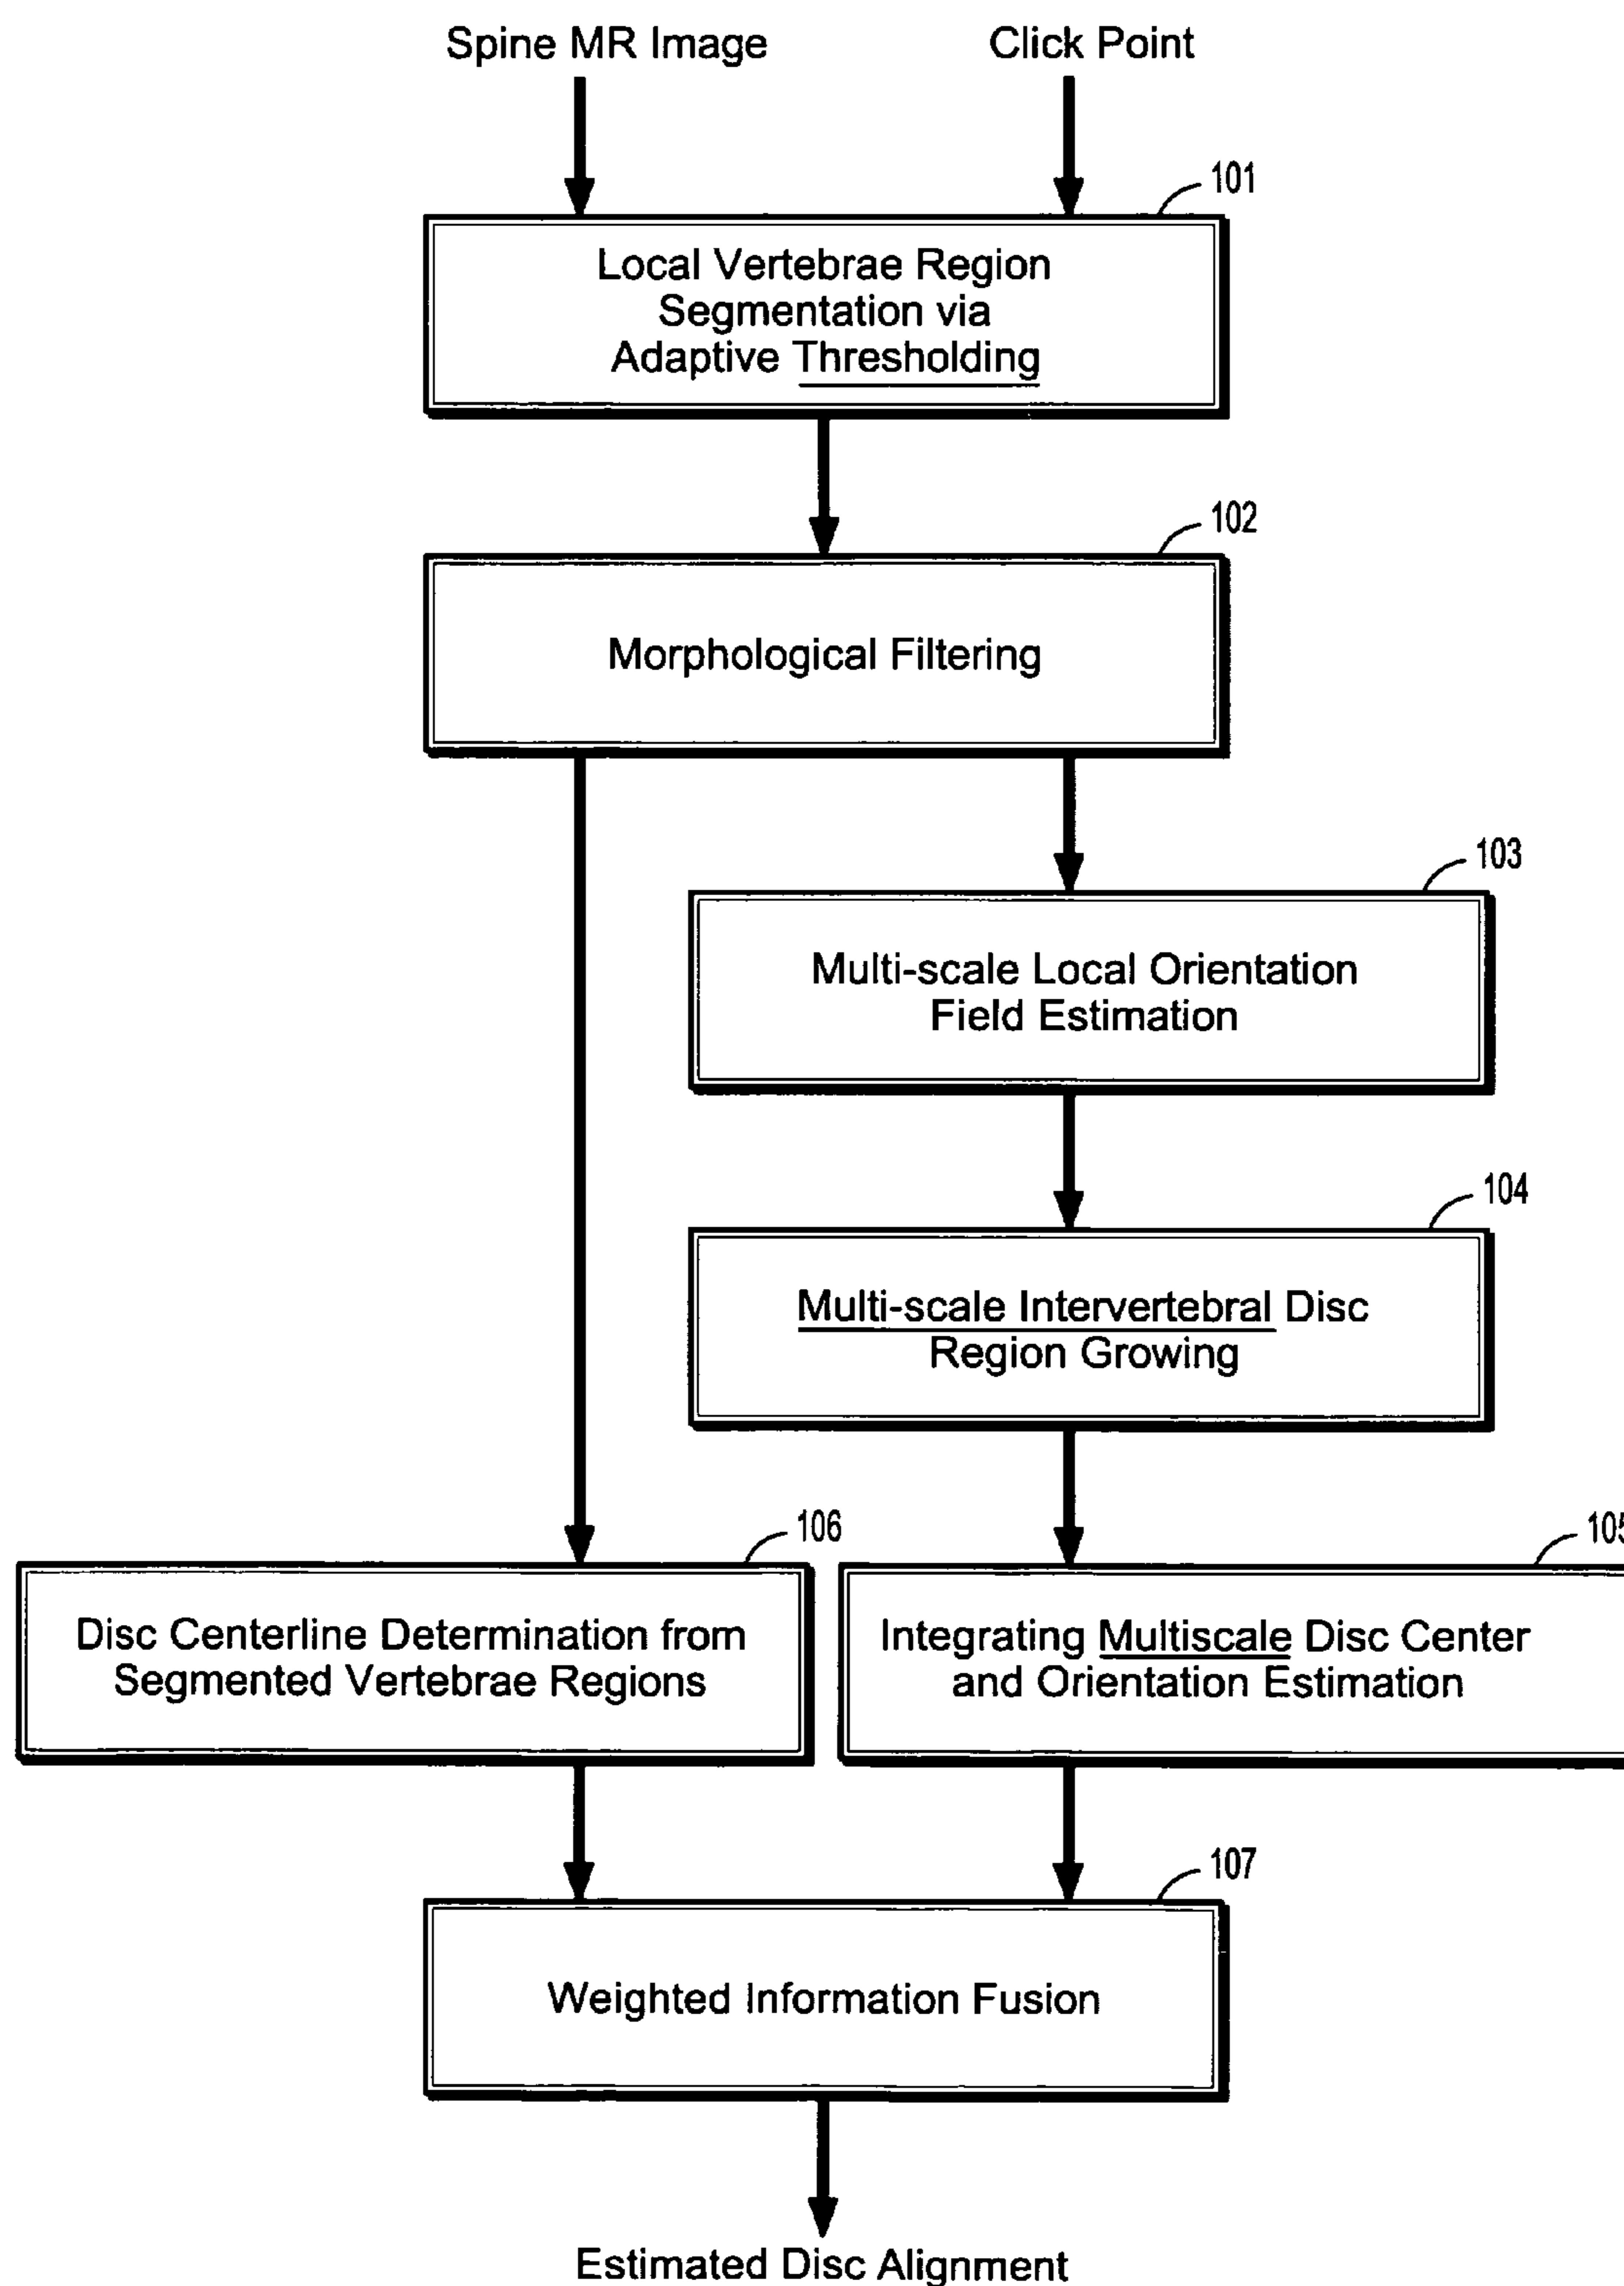 Spine MR Image
Click Point
101
Local Vertebrae Region
Segmentation via
Adaptive Thresholding
102
Morphological Filtering
103
Multi-scale Local Orientation
Field Estimation
104
Multi-scale Intervertebral Disc
Region Growing
106
Disc Centerline Determination from
Segmented Vertebrae Regions
105
Integrating Multiscale Disc Center
and Orientation Estimation
107
Weighted Information Fusion
Estimated Disc Alignment